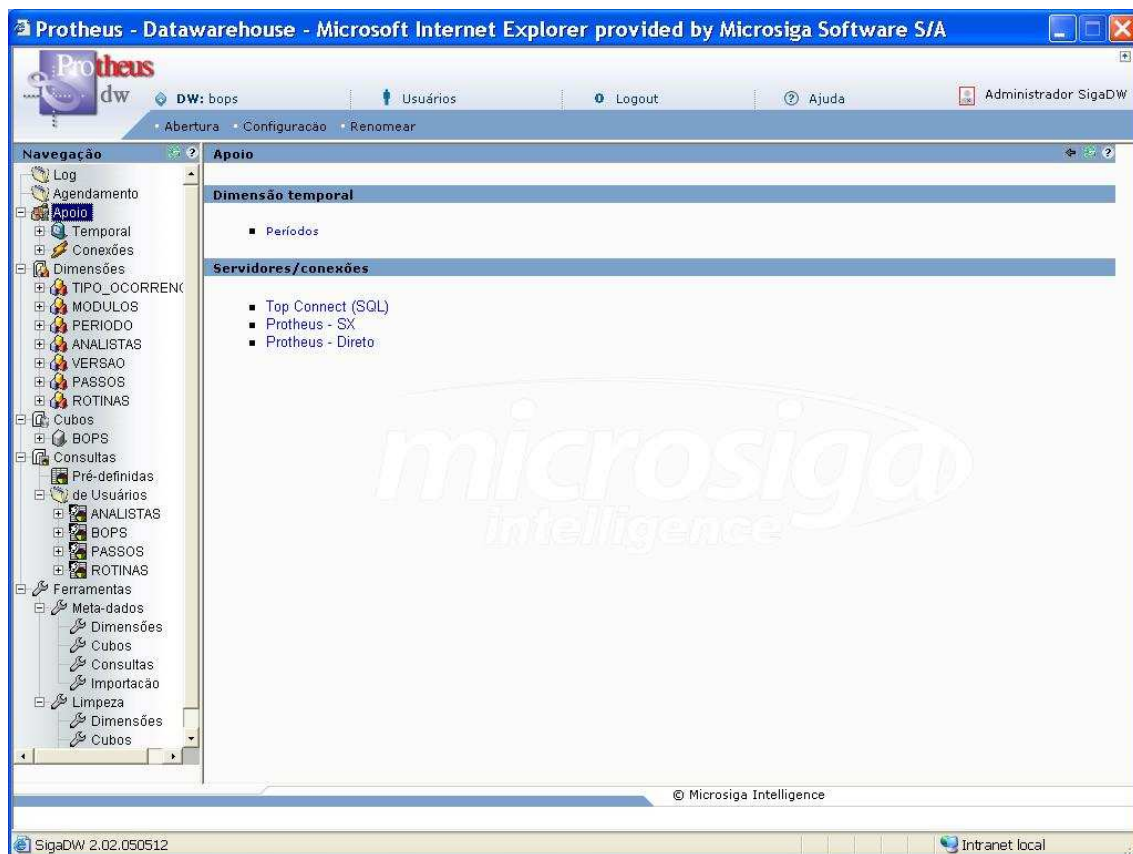 Protheus - Datawarehouse - Microsoft Internet Explorer provided by Microsiga Software S/A
Protheus
dw
DW: bops
Usuários
Logout
Ajuda
Administrador SigaDW
Abertura
Configuracão
Renomear
Navegação
Log
Agendamento
Apoio
Temporal
Conexões
Dimensões
TIPO_OCORRENC
MODULOS
PERIODO
ANALISTAS
VERSAO
PASSOS
ROTINAS
Cubos
BOPS
Consultas
Pré-definidas
de Usuários
ANALISTAS
BOPS
PASSOS
ROTINAS
Ferramentas
Meta-dados
Dimensões
Cubos
Consultas
Importacão
Limpeza
Dimensões
Cubos
Apoio
Dimensão temporal
Períodos
Servidores/conexões
Top Connect (SQL)
Protheus - SX
Protheus - Direto
microsiga
intelligence
© Microsiga Intelligence
SigaDW 2.02.050512
Intranet local